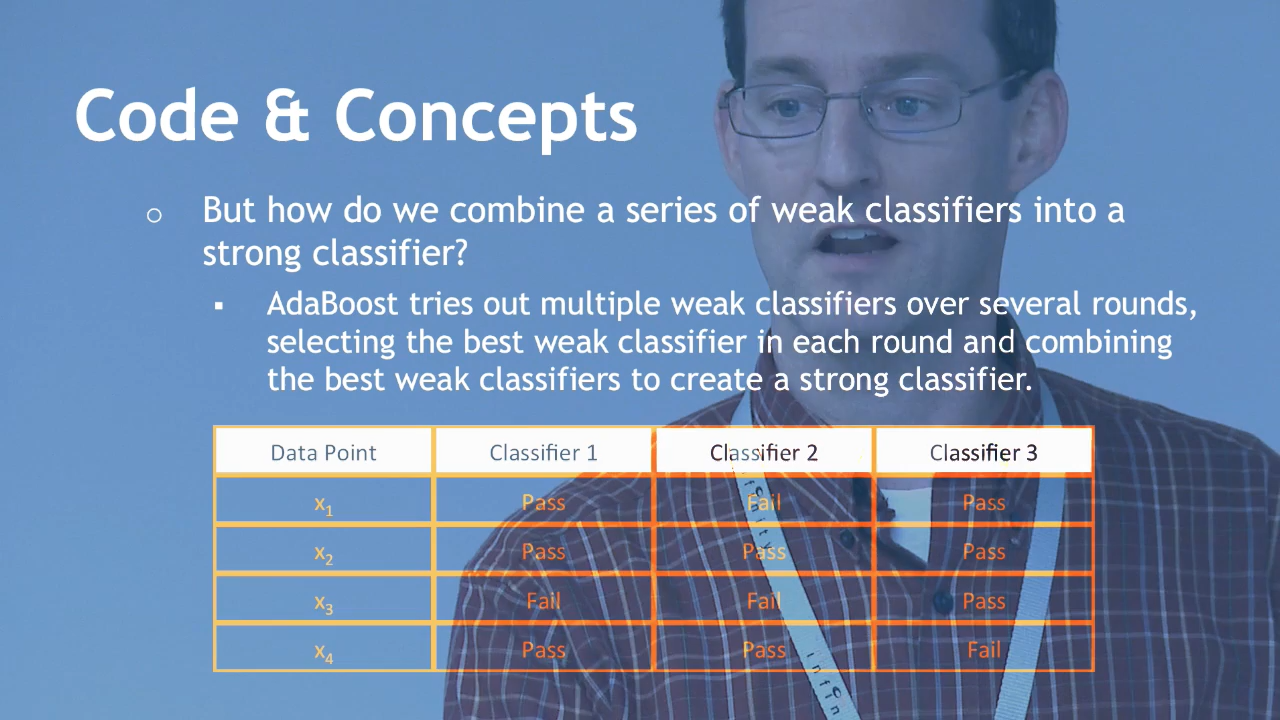 Code & Concepts
o But how do we combine a series of weak classifiers into a
strong classifier?
▪ AdaBoost tries out multiple weak classifiers over several rounds,
selecting the best weak classifier in each round and combining
the best weak classifiers to create a strong classifier.
Data Point Classifier 1 Classifier 2 Classifier 3
x1 Pass Fail Pass
x2 Pass Pass Pass
x3 Fail Fail Pass
x4 Pass Pass Fail